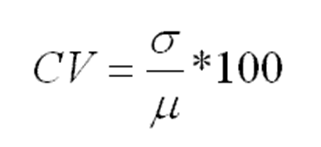 CV = σ/μ *100